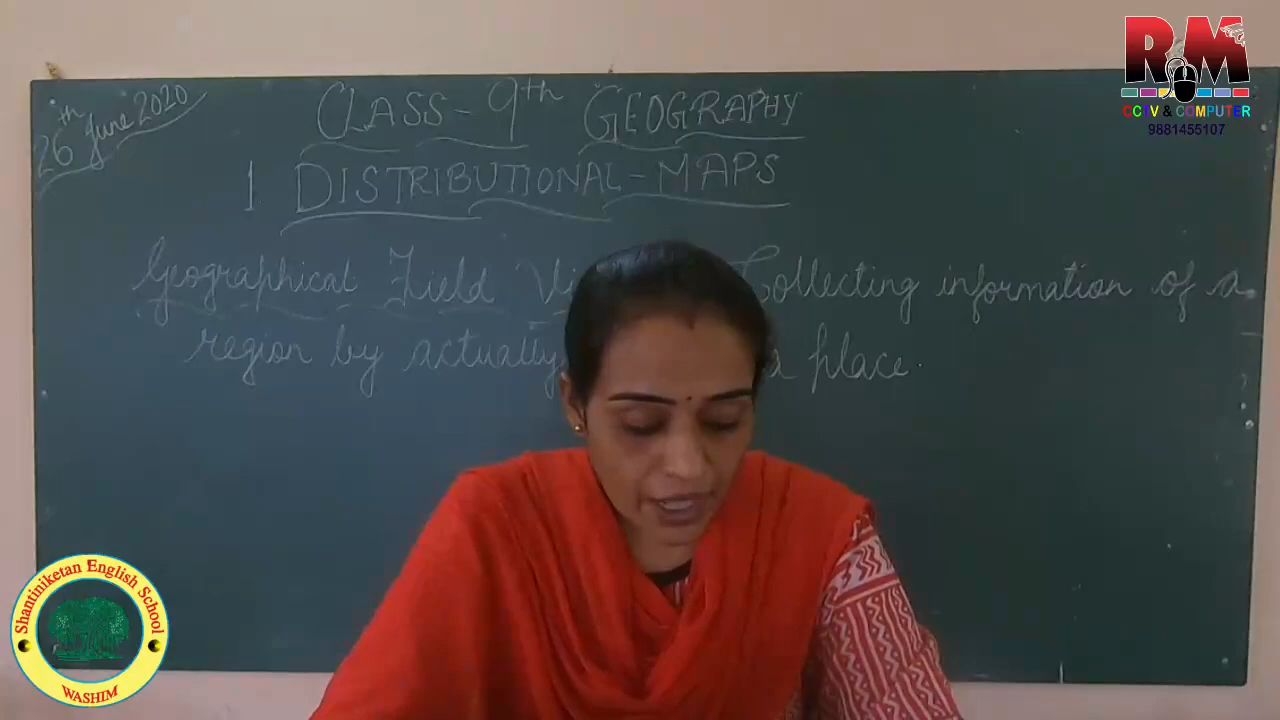 26th June 2020
CLASS - 9th GEOGRAPHY
1 DISTRIBUTIONAL - MAPS
Geographical Field Collecting information of a
region by actually a place.
RM
CCTV & COMPUTER
9881455107
Shantiniketan English School
WASHIM